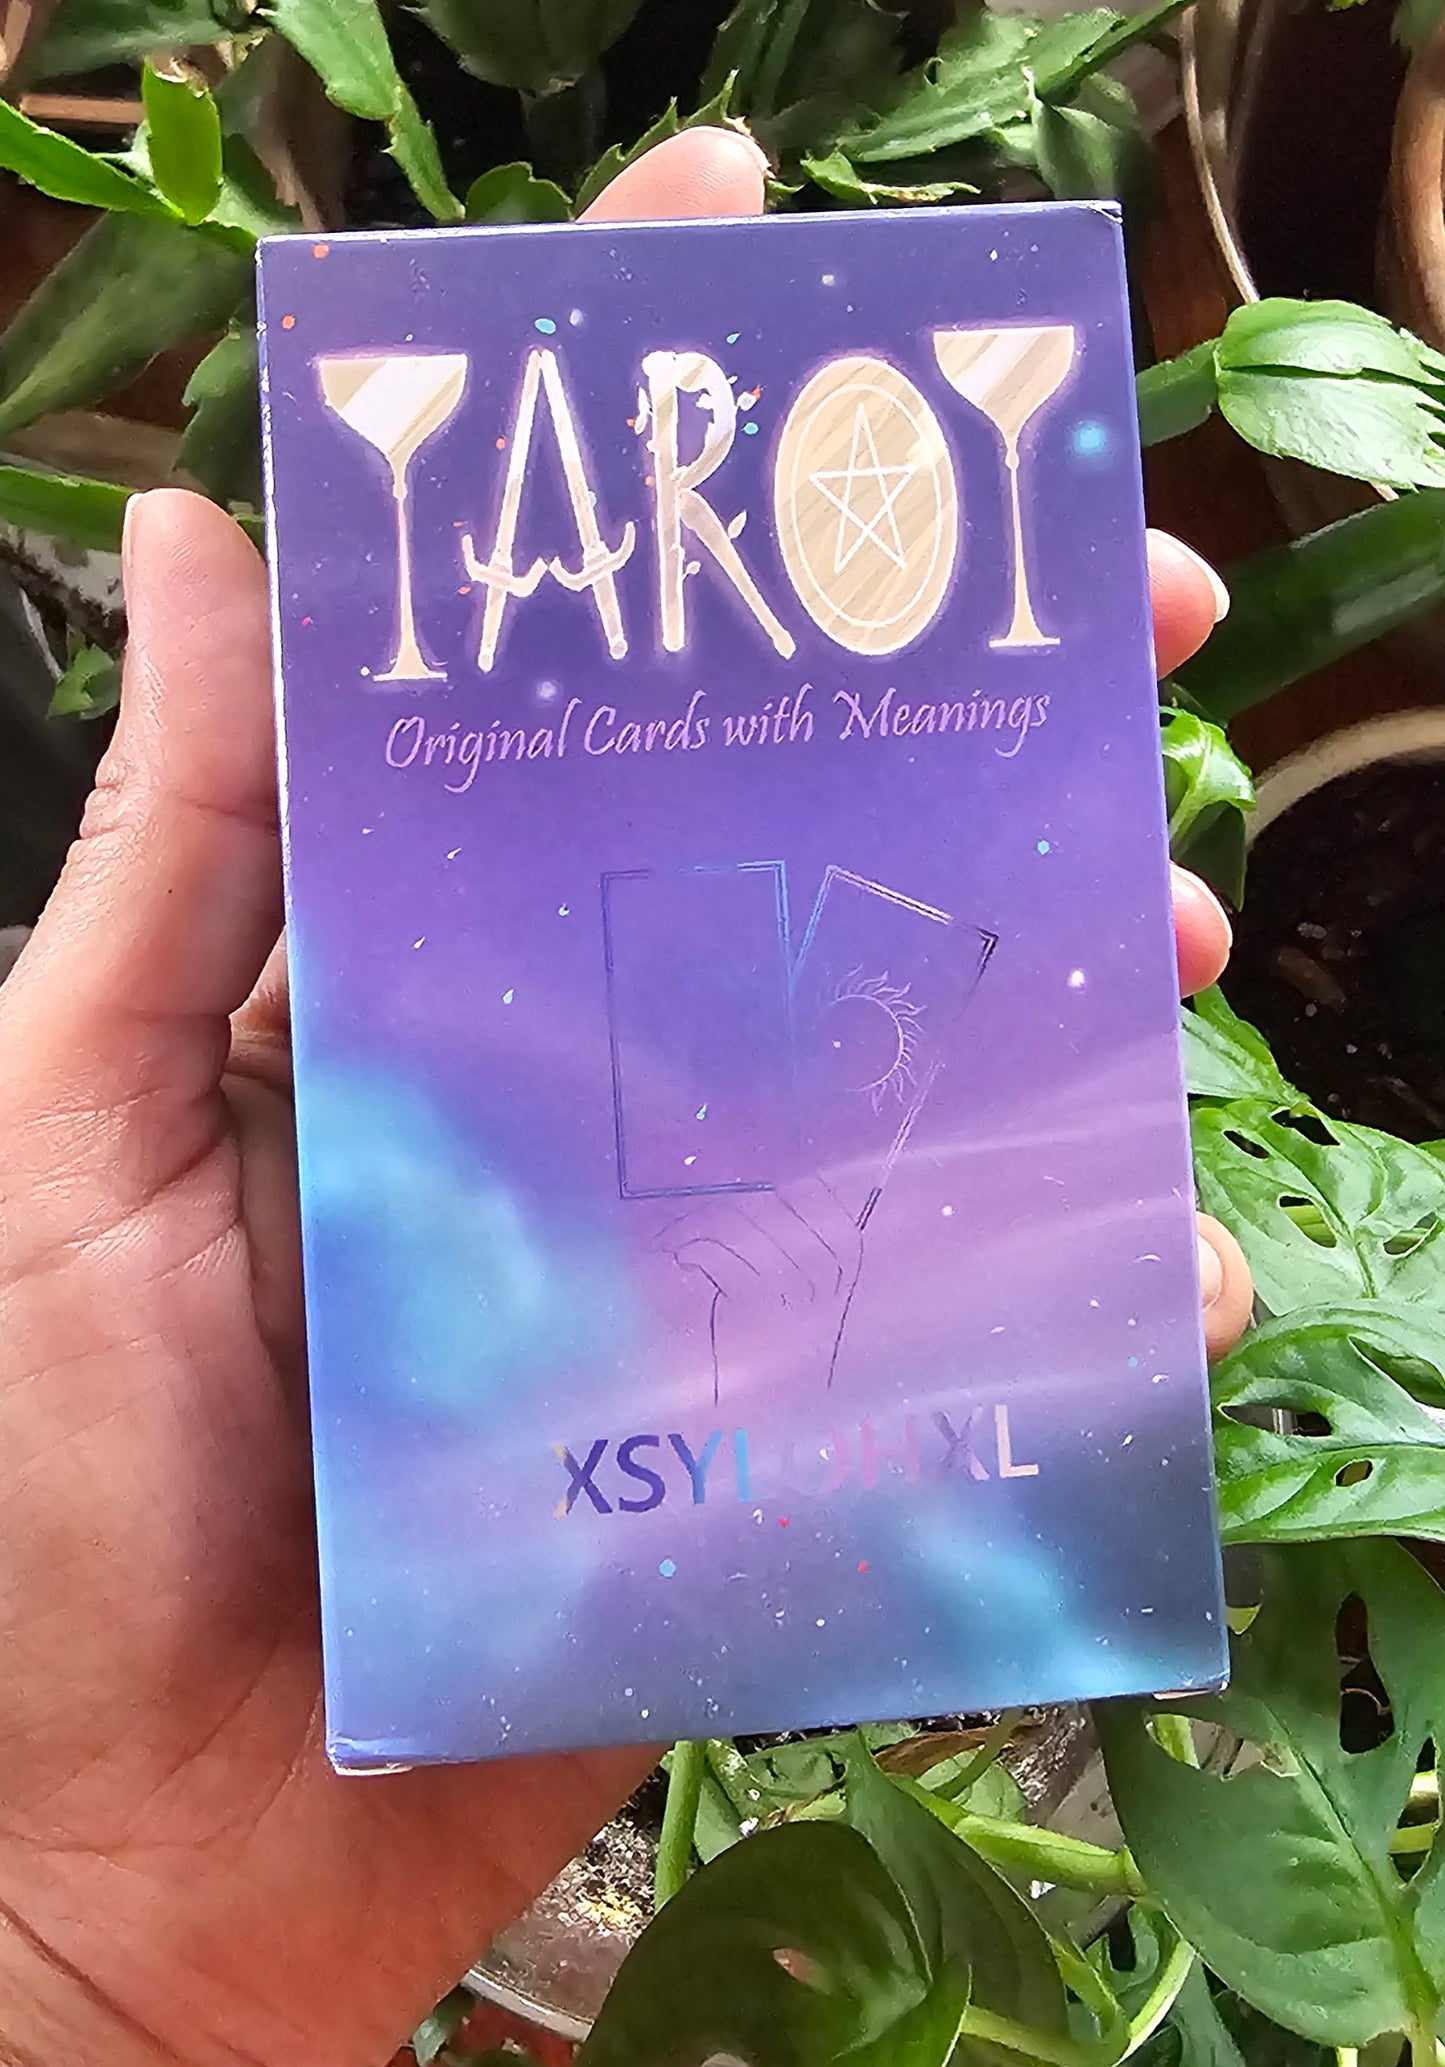 TAROT
Original Cards with Meanings
XSYLOHXL